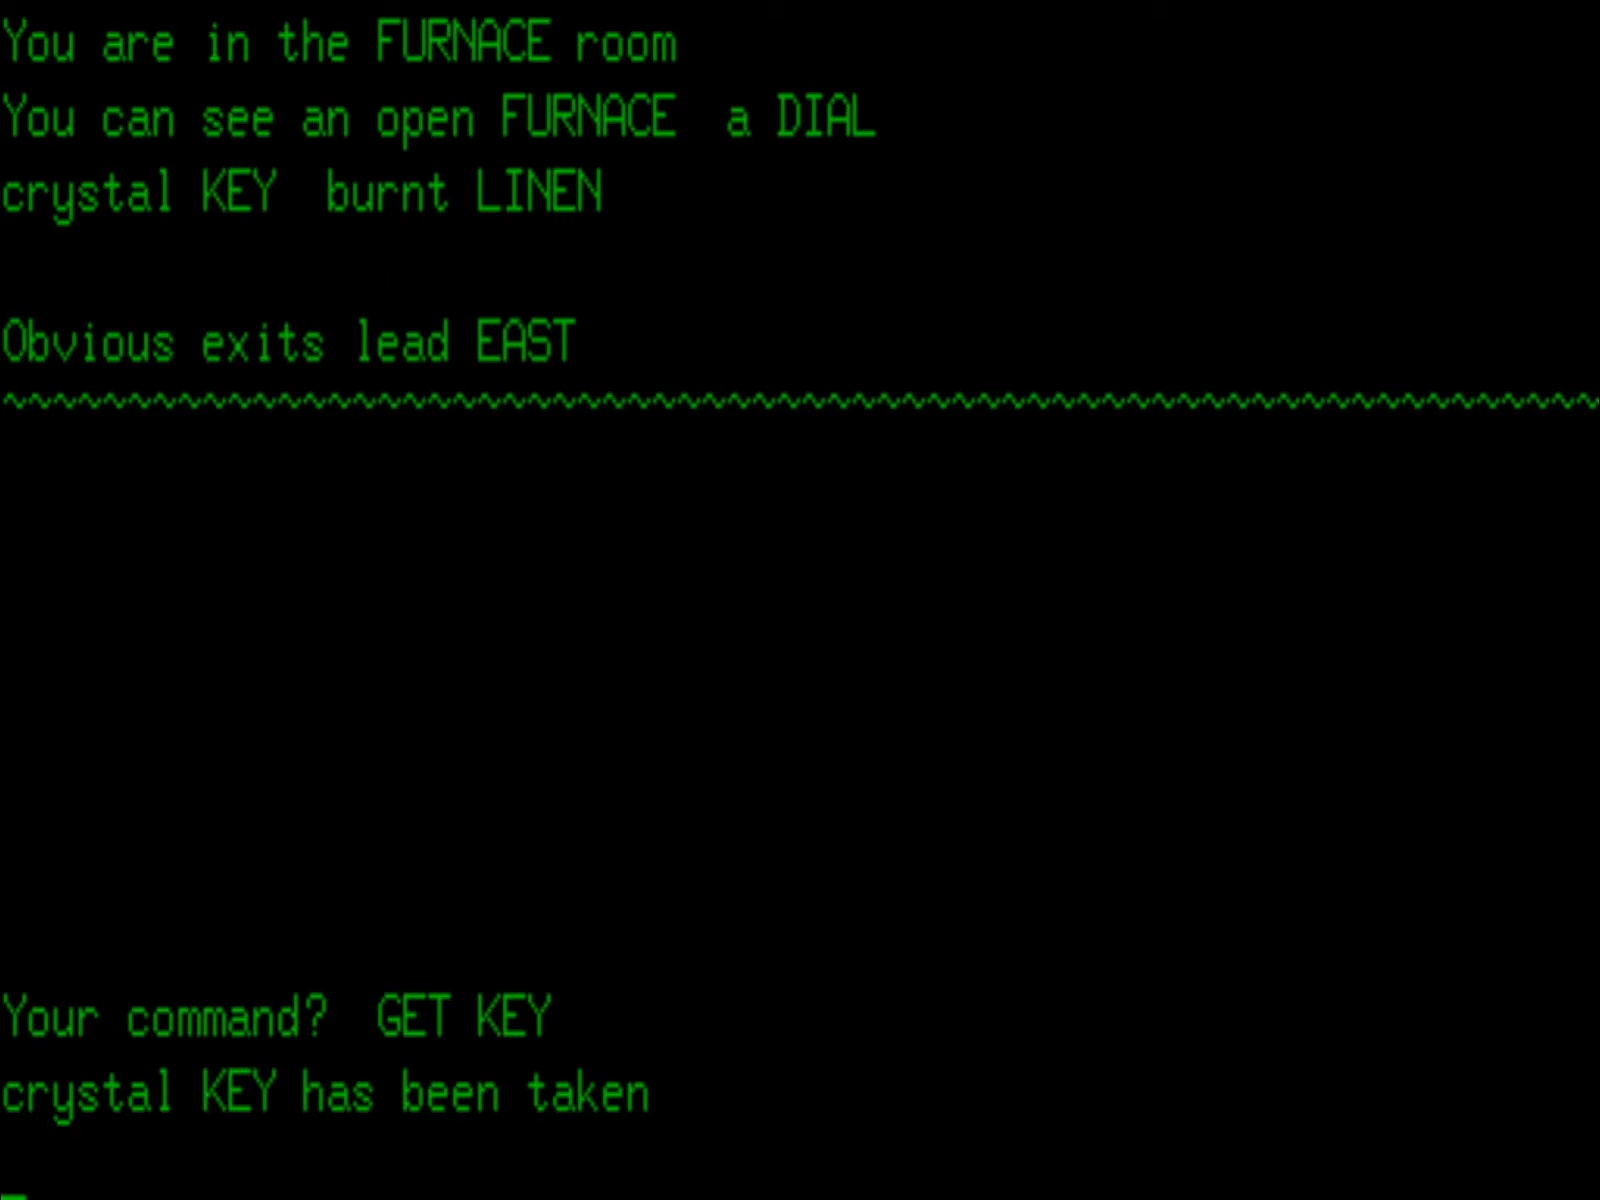 You are in the FURNACE room
You can see an open FURNACE  a DIAL
crystal KEY  burnt LINEN
Obvious exits lead EAST
~~~~~~~~~~~~~~~~~~~~~~~~~~~~~~~~~~~~~~~~~~~~~~~~~~~~~~~~~~~~~~~~
Your command?  GET KEY
crystal KEY has been taken